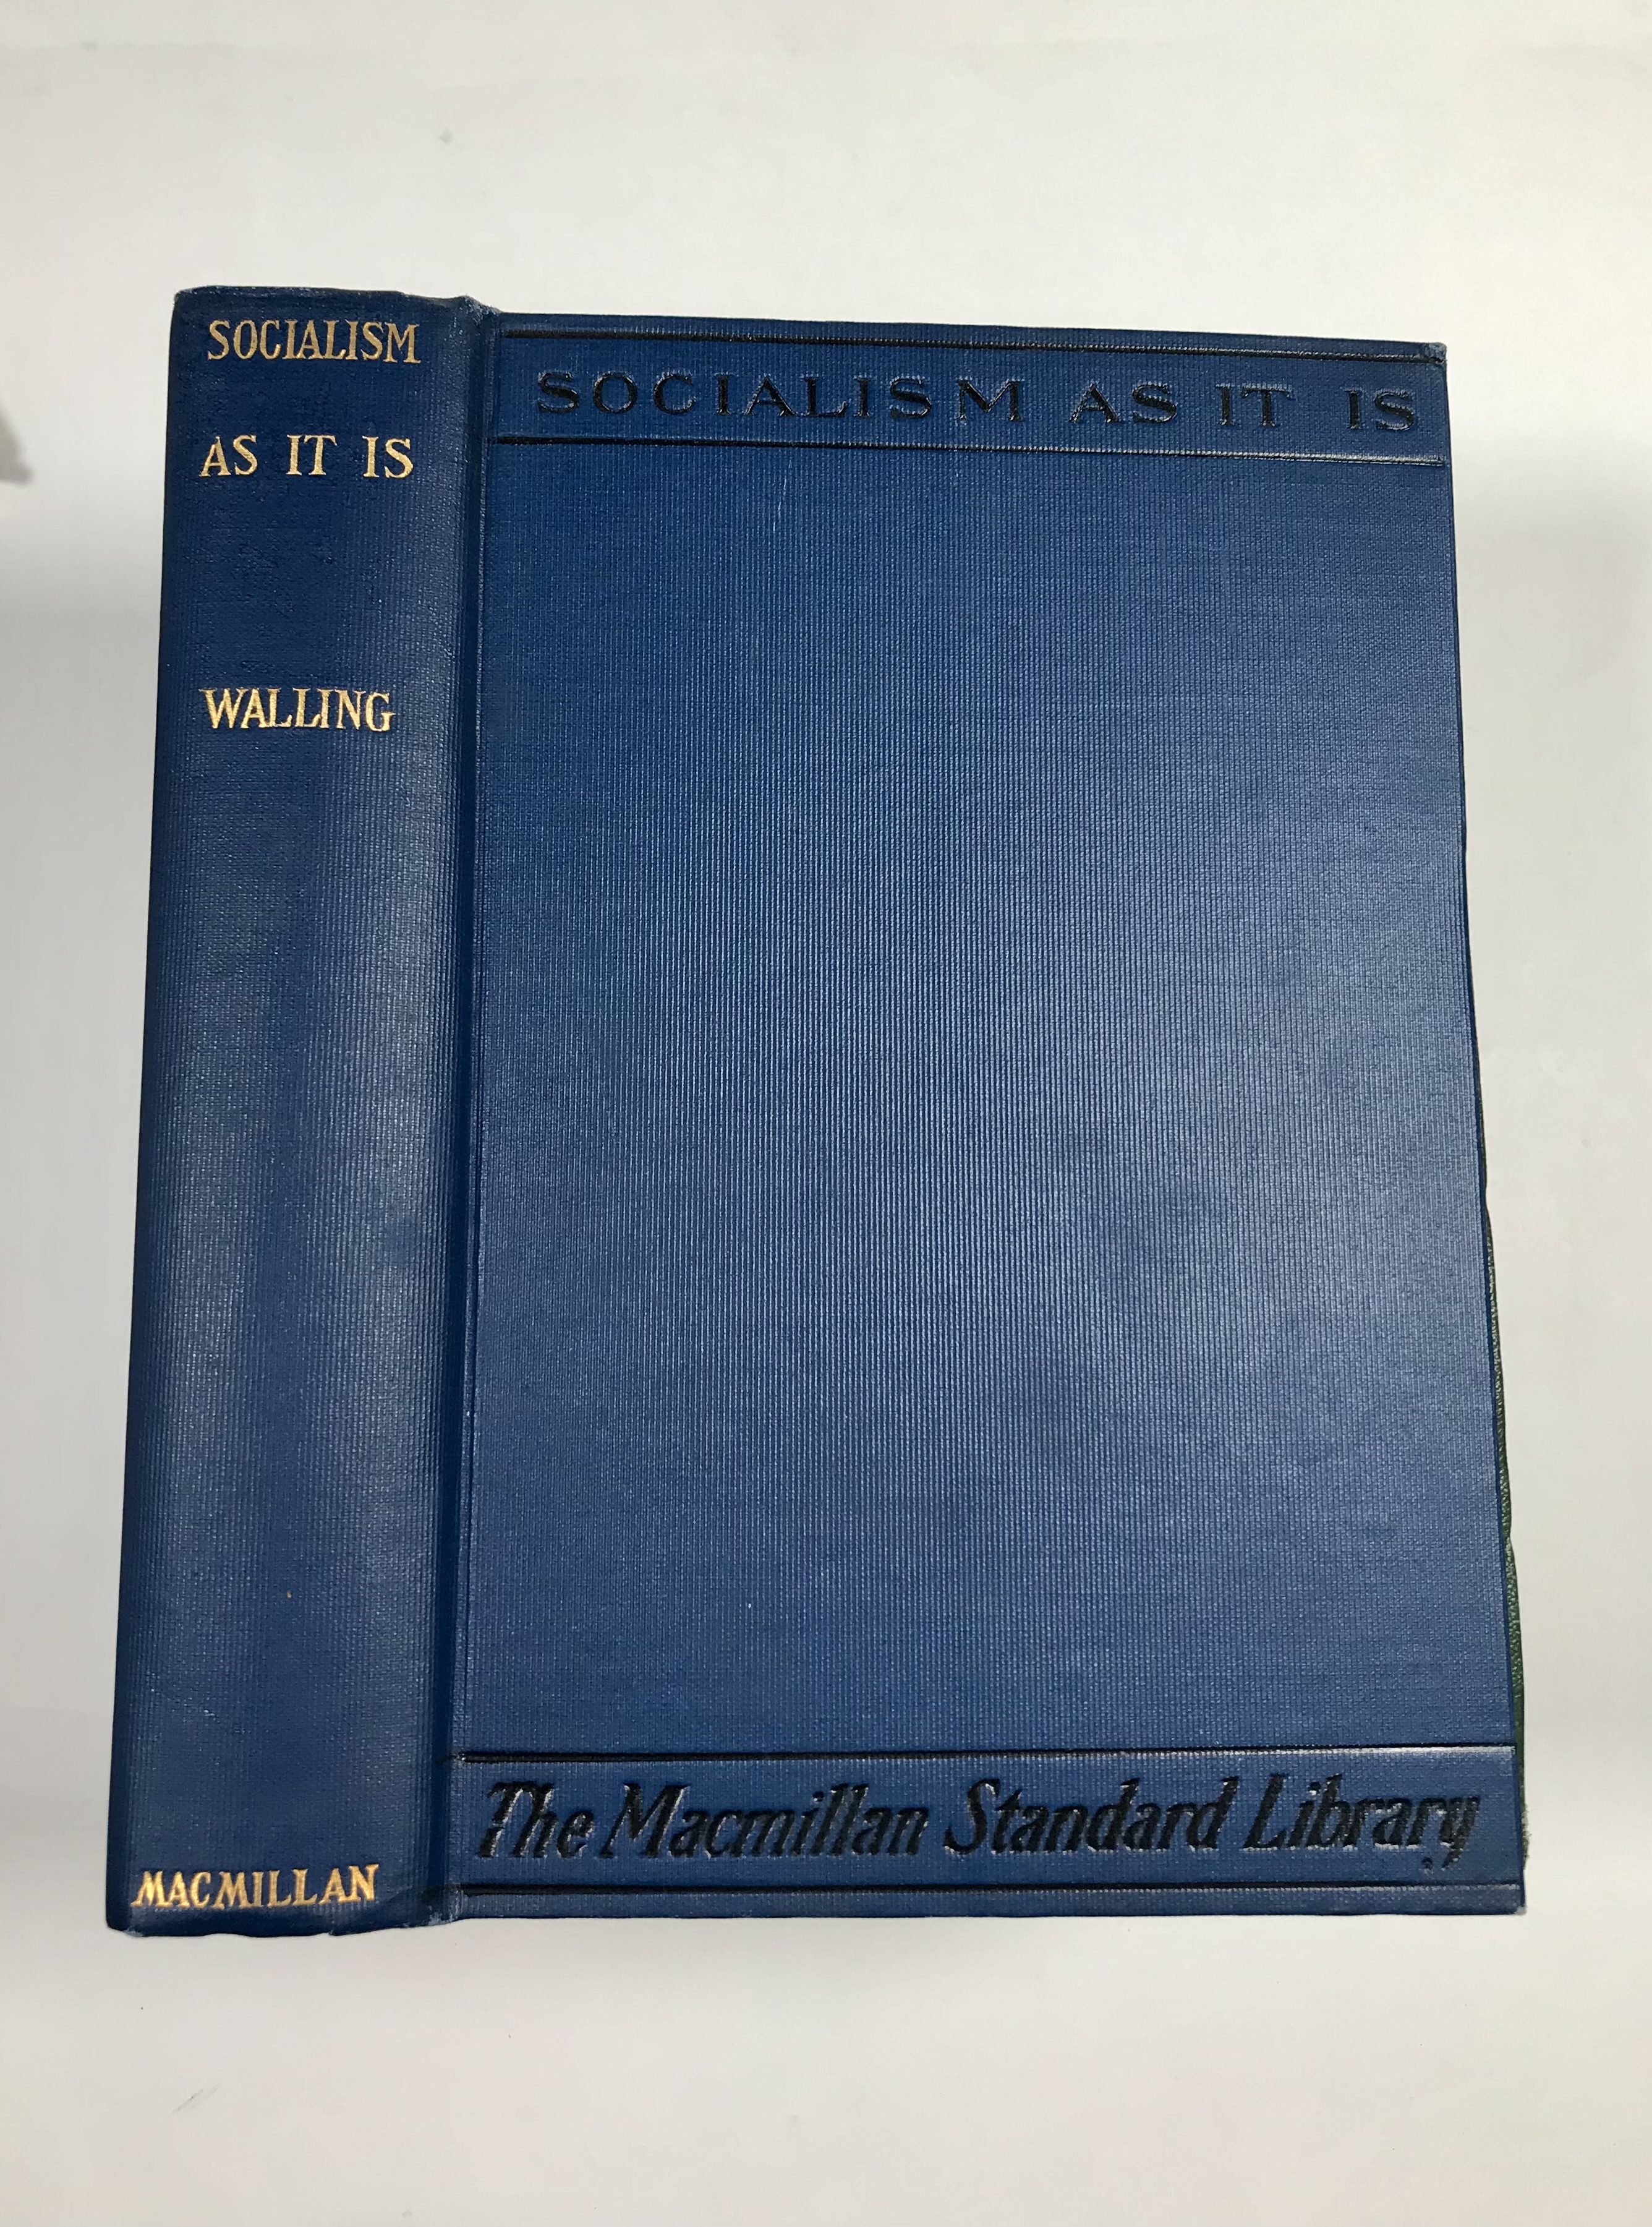 SOCIALISM
AS IT IS
WALLING
MACMILLAN
SOCIALISM AS IT IS
The Macmillan Standard Library